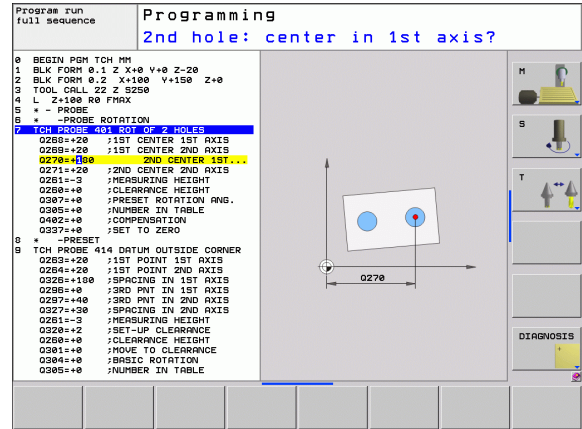 Program run
full sequence
Programming
2nd hole: center in 1st axis?
0 BEGIN PGM TCH MM
1 BLK FORM 0.1 Z X+0 Y+0 Z-20
2 BLK FORM 0.2 X+100 Y+150 Z+0
3 TOOL CALL 22 Z S250
4 L Z+100 R0 FMAX
5 * - PROBE
6 * -PROBE ROTATION
7 TCH PROBE 401 ROT OF 2 HOLES
Q268=+20 ;1ST CENTER 1ST AXIS
Q269=+20 ;1ST CENTER 2ND AXIS
Q270=+180 2ND CENTER 1ST...
Q271=+20 ;2ND CENTER 2ND AXIS
Q261=-3 ;MEASURING HEIGHT
Q260=+0 ;CLEARANCE HEIGHT
Q307=+0 ;PRESET ROTATION ANG.
Q305=+0 ;NUMBER IN TABLE
Q402=+0 ;COMPENSATION
Q337=+0 ;SET TO ZERO
8 * -PRESET
9 TCH PROBE 414 DATUM OUTSIDE CORNER
Q263=+20 ;1ST POINT 1ST AXIS
Q264=+20 ;1ST POINT 2ND AXIS
Q326=+180 ;SPACING IN 1ST AXIS
Q296=+0 ;3RD PNT IN 1ST AXIS
Q297=+40 ;3RD PNT IN 2ND AXIS
Q327=+30 ;SPACING IN 2ND AXIS
Q261=-3 ;MEASURING HEIGHT
Q320=+2 ;SET-UP CLEARANCE
Q260=+0 ;CLEARANCE HEIGHT
Q301=+0 ;MOVE TO CLEARANCE
Q304=+0 ;BASIC ROTATION
Q305=+0 ;NUMBER IN TABLE
Q270
M
S
T
DIAGNOSIS